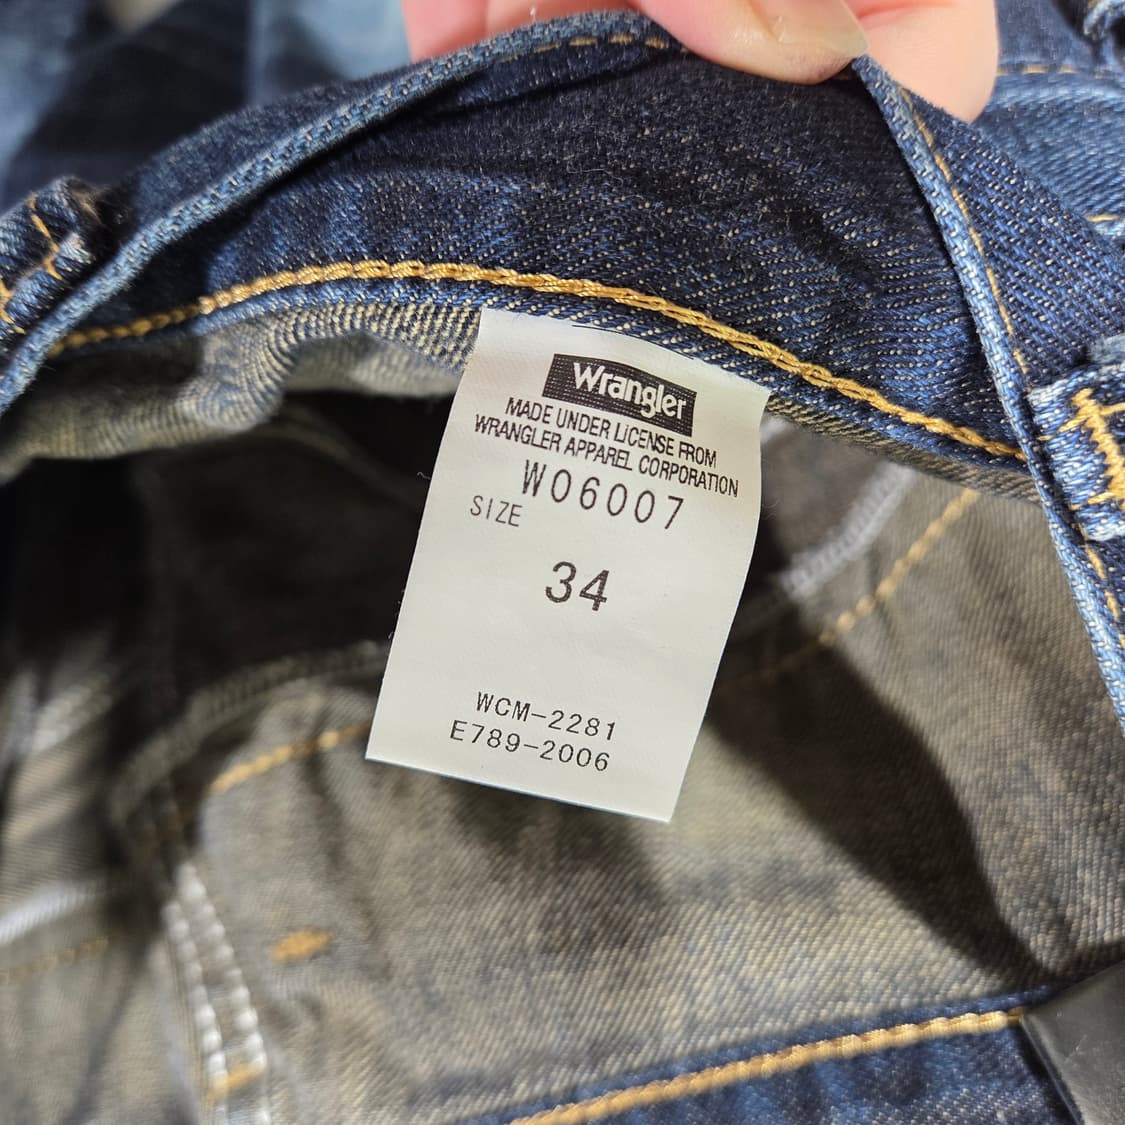 Wrangler
MADE UNDER LICENSE FROM
WRANGLER APPAREL CORPORATION
W06007
SIZE
34
WCM-2281
E789-2006